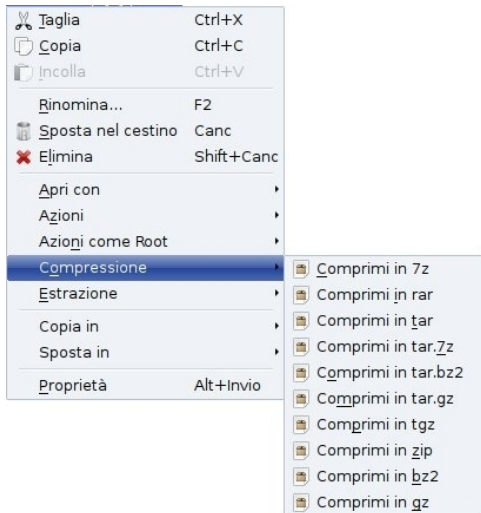 Taglia Ctrl+X
Copia Ctrl+C
Incolla Ctrl+V
Rinomina... F2
Sposta nel cestino Canc
Elimina Shift+Canc
Apri con
Azioni
Azioni come Root
Compressione
Estrazione
Copia in
Sposta in
Proprietà Alt+Invio
Comprimi in 7z
Comprimi in rar
Comprimi in tar
Comprimi in tar.7z
Comprimi in tar.bz2
Comprimi in tar.gz
Comprimi in tgz
Comprimi in zip
Comprimi in bz2
Comprimi in gz